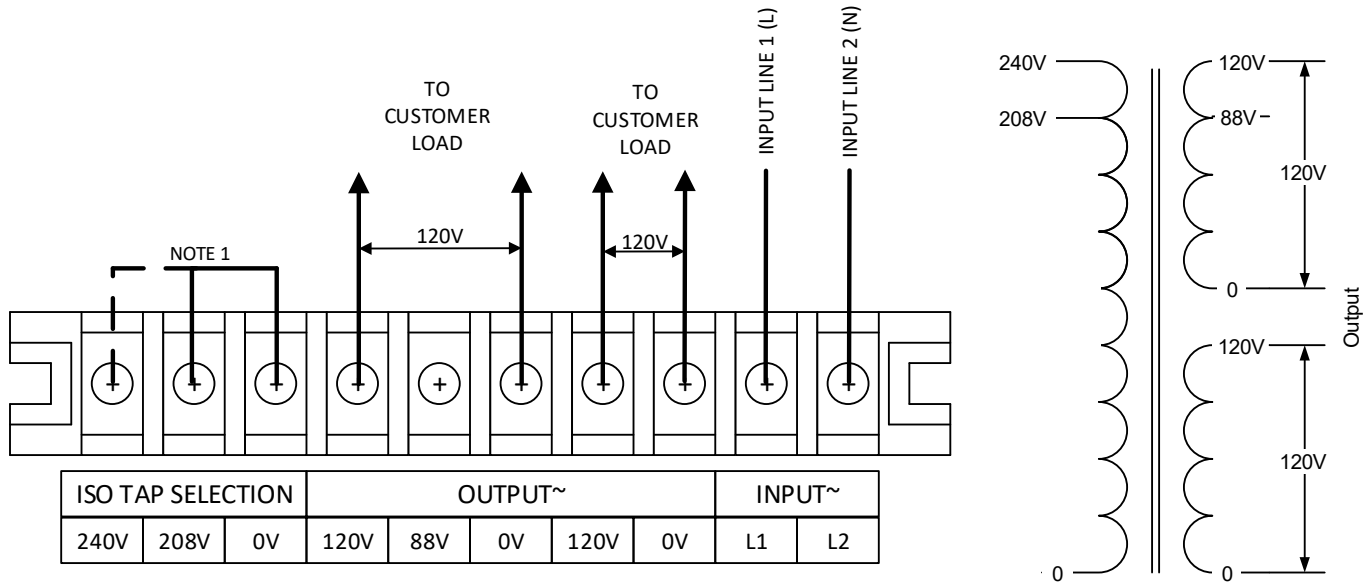 TO
CUSTOMER
LOAD
TO
CUSTOMER
LOAD
INPUT LINE 1 (L)
INPUT LINE 2 (N)
120V
120V
NOTE 1
ISO TAP SELECTION OUTPUT~ INPUT~
240V 208V 0V 120V 88V 0V 120V 0V L1 L2
240V
208V
0
120V
88V
120V
0
120V
120V
0
Output